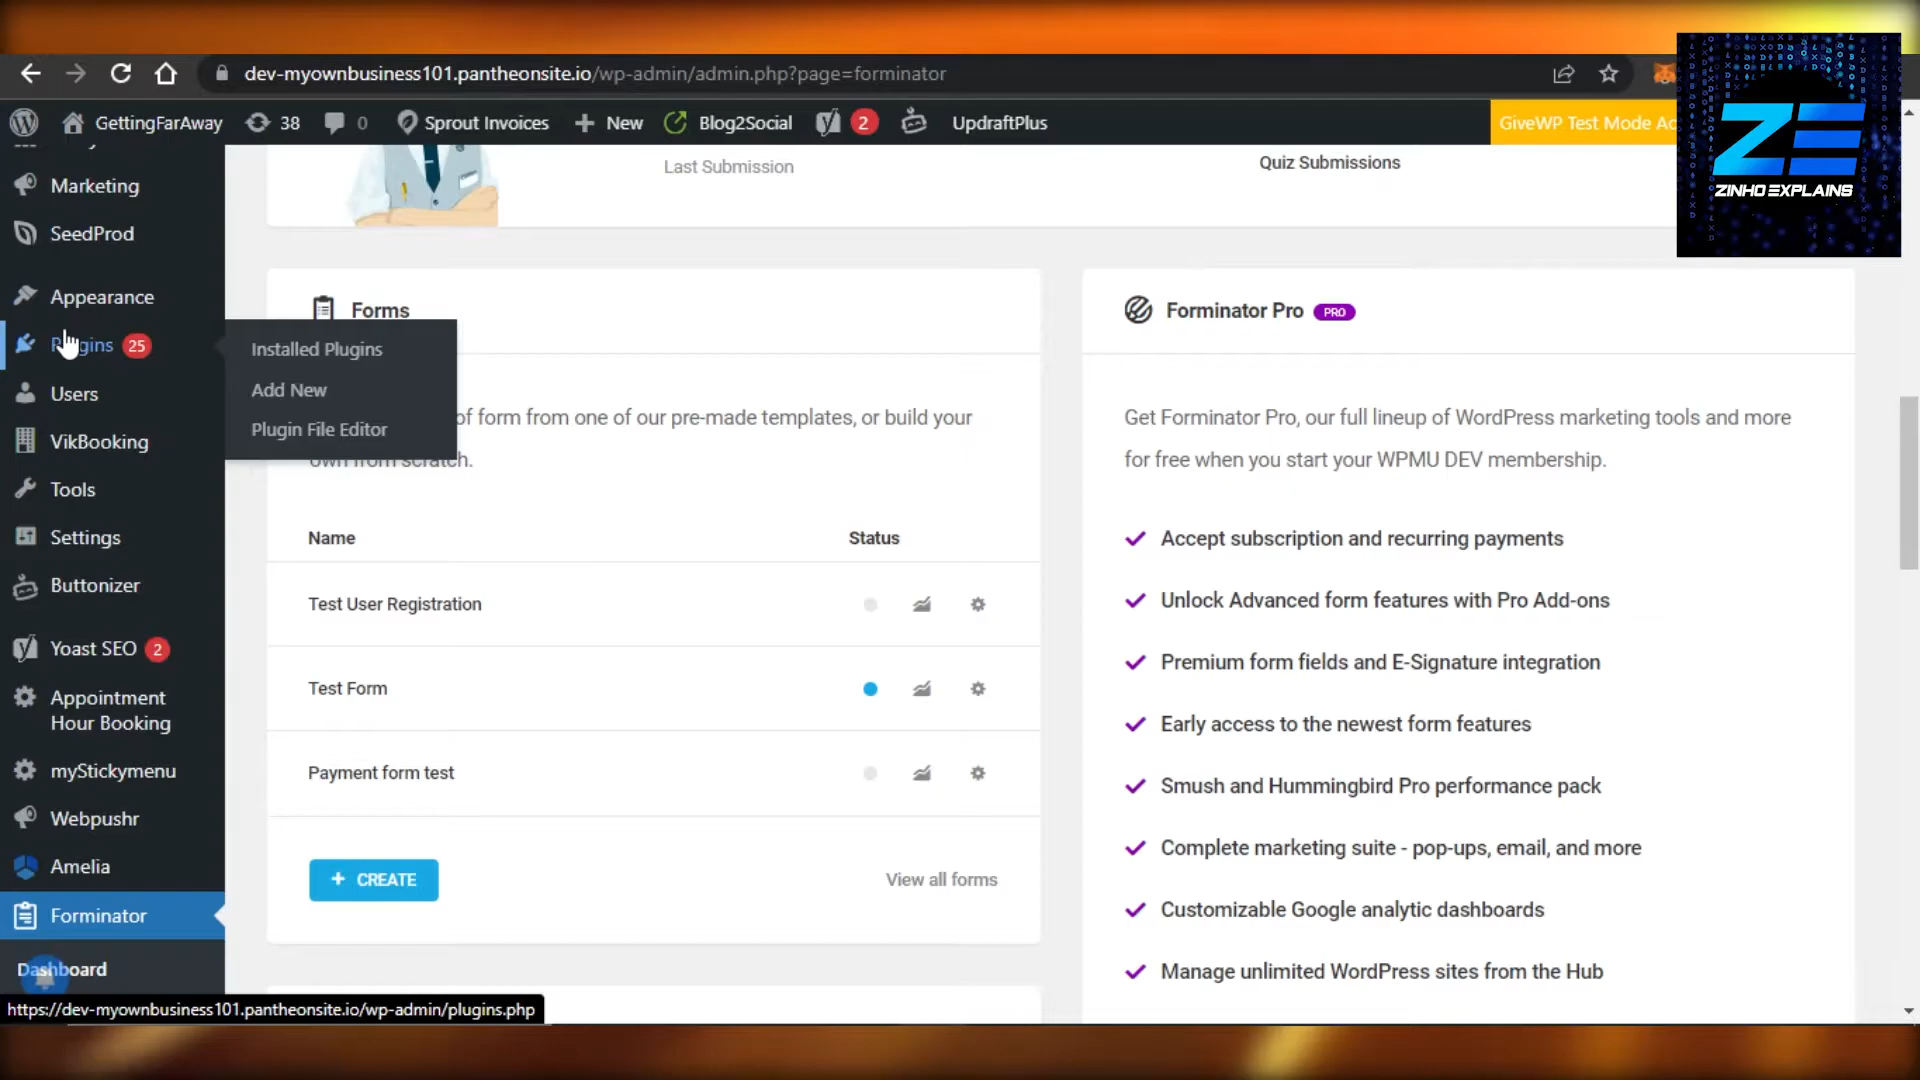 dev-myownbusiness101.pantheonsite.io/wp-admin/admin.php?page=forminator
GettingFarAway 38 0 Sprout Invoices New Blog2Social 2 UpdraftPlus GiveWP Test Mode Ac
ZE
ZINHO EXPLAINS
Marketing
SeedProd
Appearance
Plugins 25
Users
VikBooking
Tools
Settings
Buttonizer
Yoast SEO 2
Appointment
Hour Booking
myStickymenu
Webpushr
Amelia
Forminator
Dashboard
Installed Plugins
Add New
Plugin File Editor
Last Submission
Quiz Submissions
Forms
of form from one of our pre-made templates, or build your
own from scratch.
Name Status
Test User Registration
Test Form
Payment form test
+ CREATE
View all forms
Forminator Pro PRO
Get Forminator Pro, our full lineup of WordPress marketing tools and more
for free when you start your WPMU DEV membership.
Accept subscription and recurring payments
Unlock Advanced form features with Pro Add-ons
Premium form fields and E-Signature integration
Early access to the newest form features
Smush and Hummingbird Pro performance pack
Complete marketing suite - pop-ups, email, and more
Customizable Google analytic dashboards
Manage unlimited WordPress sites from the Hub
https://dev-myownbusiness101.pantheonsite.io/wp-admin/plugins.php